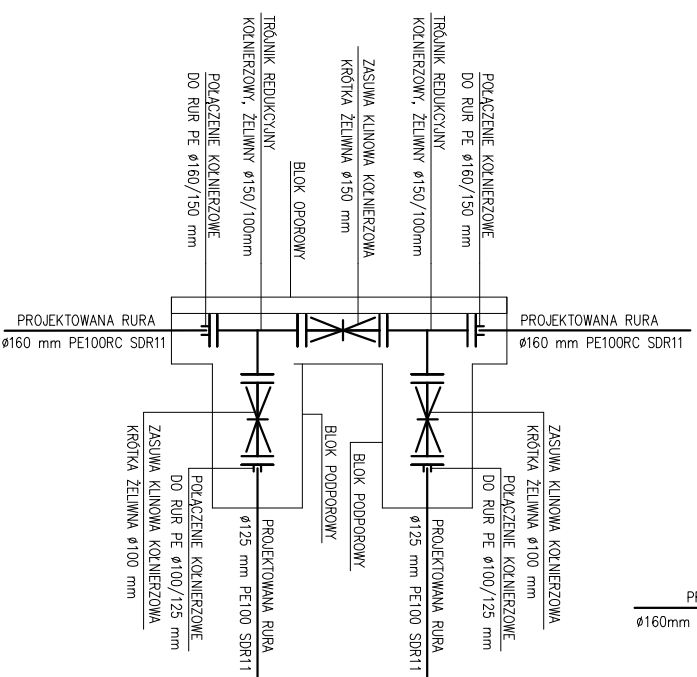 POŁĄCZENIE KOŁNIERZOWE
DO RUR PE Ø160/150 mm
TRÓJNIK REDUKCYJNY
KOŁNIERZOWY, ŻELIWNY Ø150/100mm
BLOK OPOROWY
ZASUWA KLINOWA KOŁNIERZOWA
KRÓTKA ŻELIWNA Ø150 mm
TRÓJNIK REDUKCYJNY
KOŁNIERZOWY, ŻELIWNY Ø150/100mm
POŁĄCZENIE KOŁNIERZOWE
DO RUR PE Ø160/150 mm
PROJEKTOWANA RURA
Ø160 mm PE100RC SDR11
PROJEKTOWANA RURA
Ø160 mm PE100RC SDR11
ZASUWA KLINOWA KOŁNIERZOWA
KRÓTKA ŻELIWNA Ø100 mm
POŁĄCZENIE KOŁNIERZOWE
DO RUR PE Ø100/125 mm
PROJEKTOWANA RURA
Ø125 mm PE100 SDR11
BLOK PODPOROWY
BLOK PODPOROWY
PROJEKTOWANA RURA
Ø125 mm PE100 SDR11
POŁĄCZENIE KOŁNIERZOWE
DO RUR PE Ø100/125 mm
ZASUWA KLINOWA KOŁNIERZOWA
KRÓTKA ŻELIWNA Ø100 mm
Ø160mm